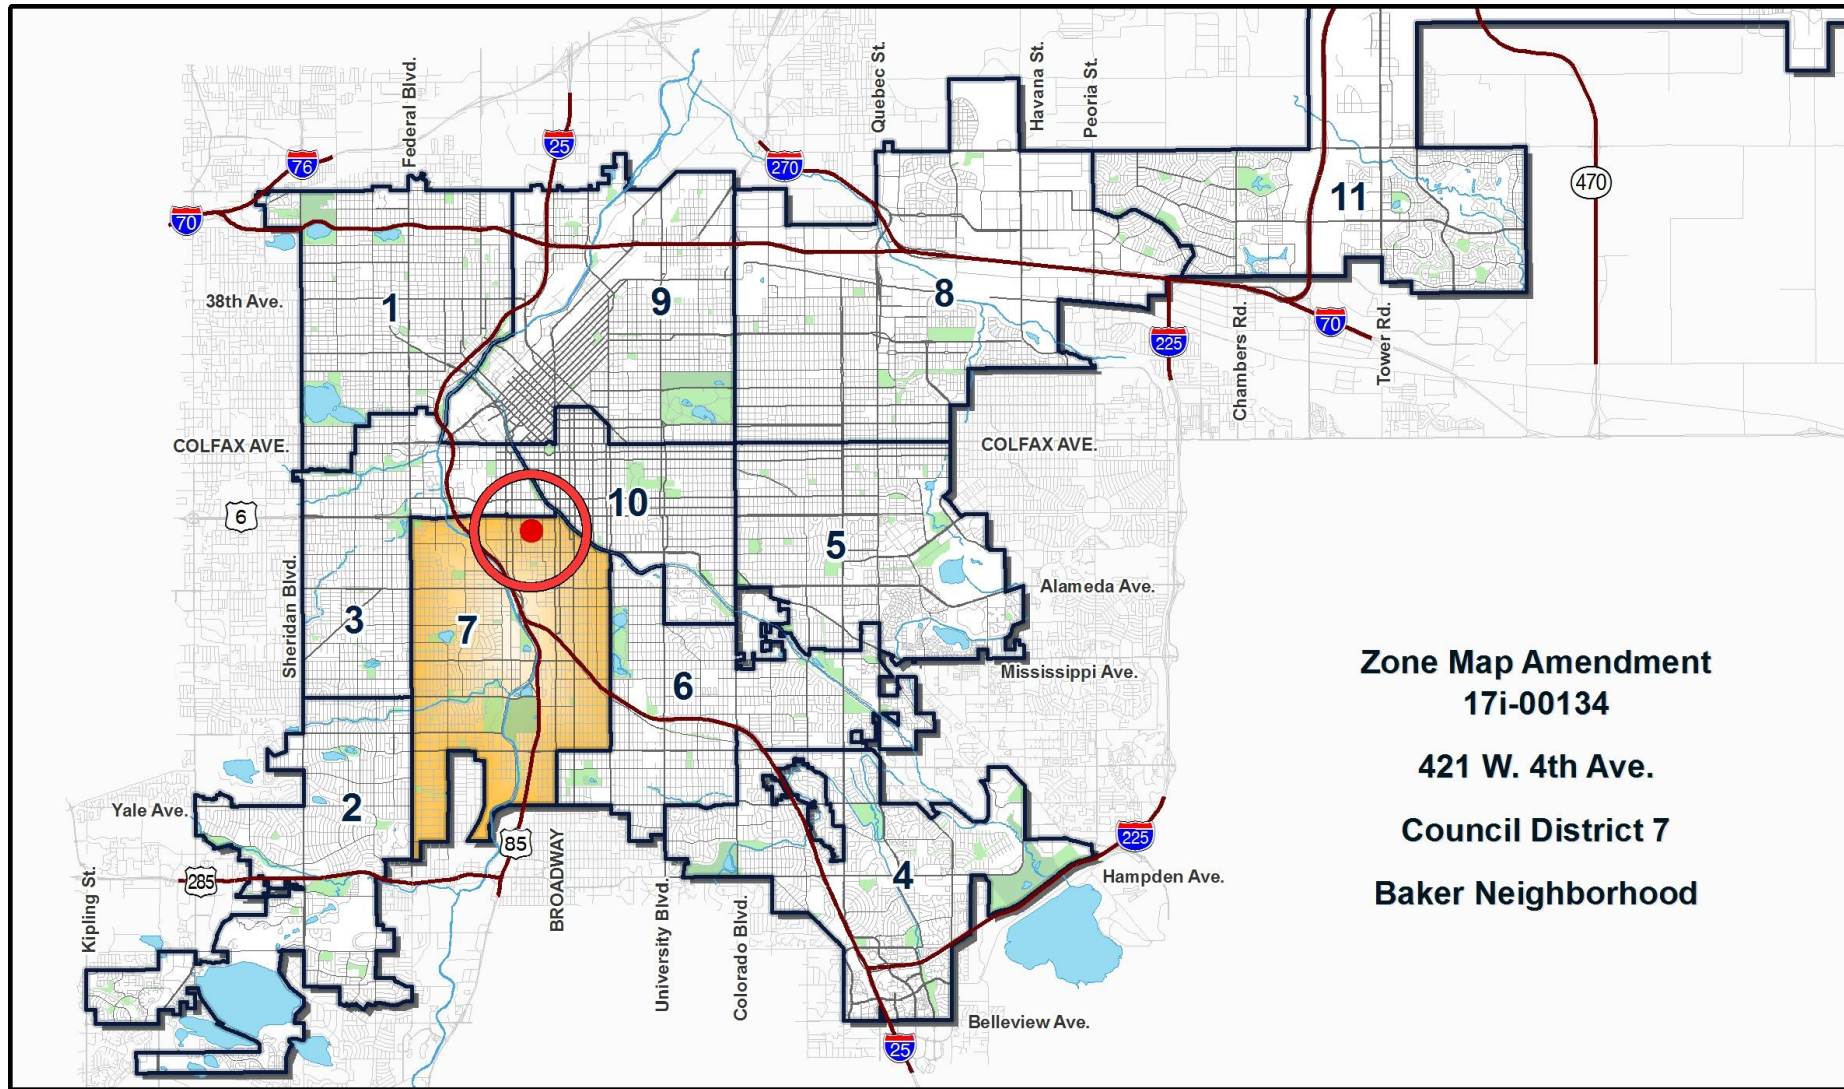 Federal Blvd.
Quebec St.
Havana St.
Peoria St.
25
76
270
70
470
11
38th Ave.
1
9
8
70
225
Chambers Rd.
Tower Rd.
COLFAX AVE.
COLFAX AVE.
10
6
5
Sheridan Blvd.
Alameda Ave.
3
7
Mississippi Ave.
6
Zone Map Amendment
17i-00134
421 W. 4th Ave.
Council District 7
Baker Neighborhood
Yale Ave.
2
85
225
285
4
Hampden Ave.
Kipling St.
BROADWAY
University Blvd.
Colorado Blvd.
Belleview Ave.
25